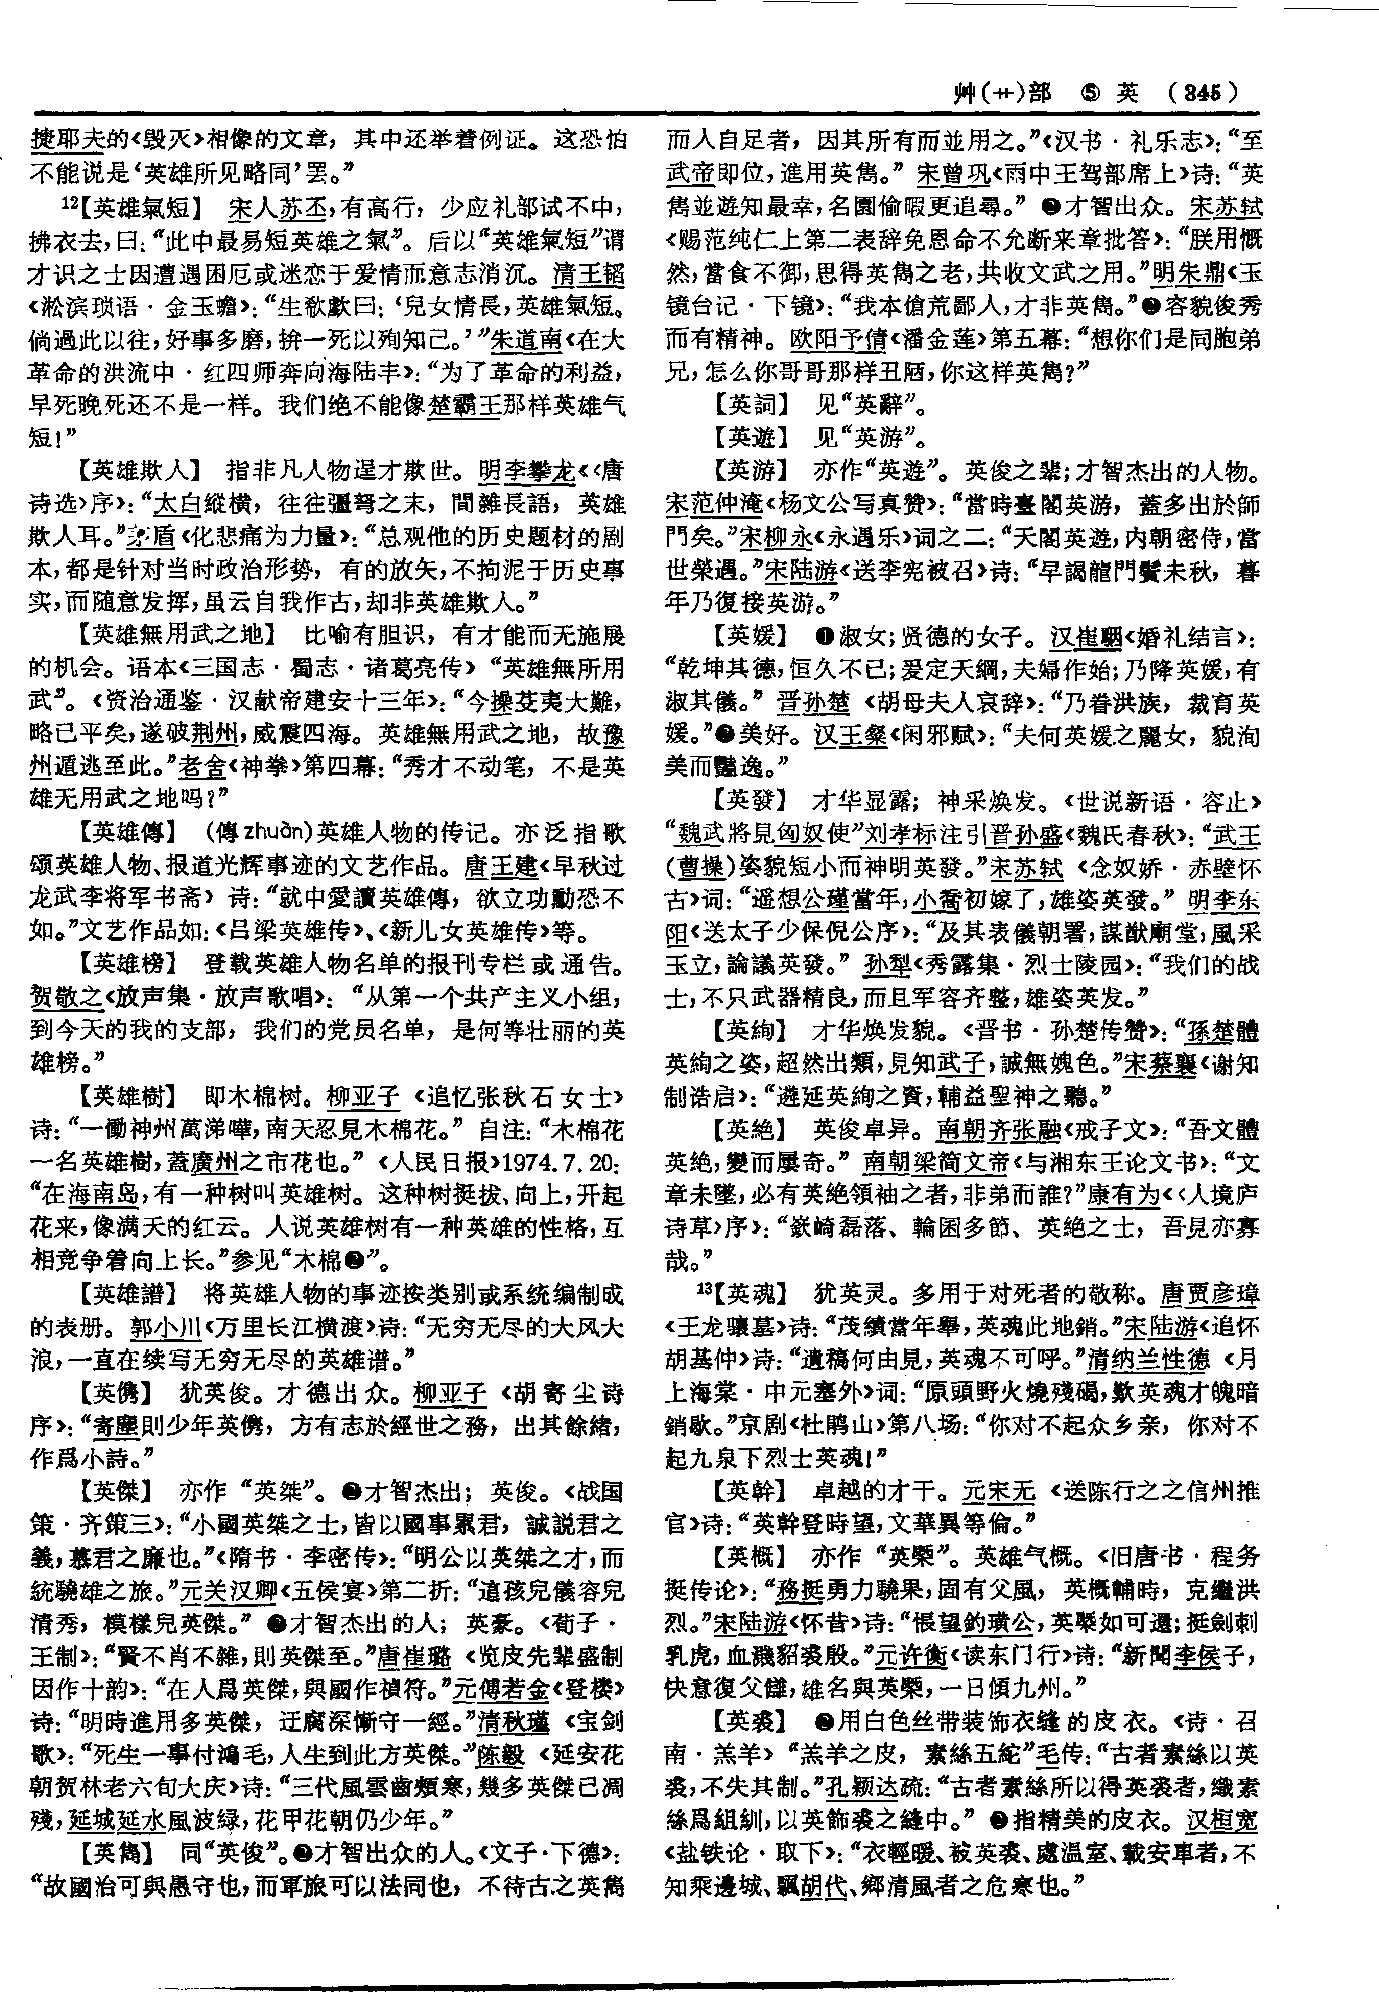 艸(艹)部 ⑤ 英 (345)
捷耶夫的《毁灭》相像的文章，其中还举着例证。这恐怕
不能说是‘英雄所见略同’罢。”
12【英雄氣短】 宋人苏丕，有高行，少应礼部试不中，
拂衣去，曰：“此中最易短英雄之氣”。后以“英雄氣短”谓
才识之士因遭遇困厄或迷恋于爱情而意志消沉。清王韬
《淞滨琐语·金玉蟾》：“生欷歔曰：‘兒女情長，英雄氣短。
倘過此以往，好事多磨，拚一死以殉知己。’”朱道南《在大
革命的洪流中·红四师奔向海陆丰》：“为了革命的利益，
早死晚死还不是一样。我们绝不能像楚霸王那样英雄气
短！”
【英雄欺人】 指非凡人物逞才欺世。明李攀龙《〈唐
诗选〉序》：“太白縱横，往往彊弩之末，間雜長語，英雄
欺人耳。”茅盾《化悲痛为力量》：“总观他的历史题材的剧
本，都是针对当时政治形势，有的放矢，不拘泥于历史事
实，而随意发挥，虽云自我作古，却非英雄欺人。”
【英雄無用武之地】 比喻有胆识，有才能而无施展
的机会。语本《三国志·蜀志·诸葛亮传》“英雄無所用
武”。《资治通鉴·汉献帝建安十三年》：“今操芟夷大難，
略已平矣，遂破荆州，威震四海。英雄無用武之地，故豫
州遁逃至此。”老舍《神拳》第四幕：“秀才不动笔，不是英
雄无用武之地吗？”
【英雄傳】 (傳zhuàn)英雄人物的传记。亦泛指歌
颂英雄人物、报道光辉事迹的文艺作品。唐王建《早秋过
龙武李将军书斋》诗：“就中愛讀英雄傳，欲立功勳恐不
如。”文艺作品如：《吕梁英雄传》、《新儿女英雄传》等。
【英雄榜】 登载英雄人物名单的报刊专栏或通告。
贺敬之《放声集·放声歌唱》：“从第一个共产主义小组，
到今天的我的支部，我们的党员名单，是何等壮丽的英
雄榜。”
【英雄樹】 即木棉树。柳亚子《追忆张秋石女士》
诗：“一慟神州萬涕嘩，南天忍見木棉花。”自注：“木棉花
一名英雄樹，蓋廣州之市花也。”《人民日报》1974.7.20：
“在海南岛，有一种树叫英雄树。这种树挺拔、向上，开起
花来，像满天的红云。人说英雄树有一种英雄的性格，互
相竞争着向上长。”参见“木棉❷”。
【英雄譜】 将英雄人物的事迹按类别或系统编制成
的表册。郭小川《万里长江横渡》诗：“无穷无尽的大风大
浪，一直在续写无穷无尽的英雄谱。”
【英儁】 犹英俊。才德出众。柳亚子《胡寄尘诗
序》：“寄塵則少年英儁，方有志於經世之務，出其餘緒，
作爲小詩。”
【英傑】 亦作“英桀”。❶才智杰出；英俊。《战国
策·齐策三》：“小國英桀之士，皆以國事累君，誠説君之
義，慕君之廉也。”《隋书·李密传》：“明公以英桀之才，而
統驍雄之旅。”元关汉卿《五侯宴》第二折：“這孩兒儀容兒
清秀，模樣兒英傑。”❷才智杰出的人；英豪。《荀子·
王制》：“賢不肖不雜，則英傑至。”唐崔璐《览皮先辈盛制
因作十韵》：“在人爲英傑，與國作禎符。”元傅若金《登楼》
诗：“明時進用多英傑，迂腐深慚守一經。”清秋瑾《宝剑
歌》：“死生一事付鴻毛，人生到此方英傑。”陈毅《延安花
朝贺林老六旬大庆》诗：“三代風雲齒頰寒，幾多英傑已凋
殘，延城延水風波緑，花甲花朝仍少年。”
【英雋】 同“英俊”。❶才智出众的人。《文子·下德》：
“故國治可與愚守也，而軍旅可以法同也，不待古之英雋
而人自足者，因其所有而並用之。”《汉书·礼乐志》：“至
武帝即位，進用英雋。”宋曾巩《雨中王驾部席上》诗：“英
雋並遊知最幸，名園偷暇更追尋。”❷才智出众。宋苏轼
《赐范纯仁上第二表辞免恩命不允断来章批答》：“朕用慨
然，當食不御，思得英雋之老，共收文武之用。”明朱鼎《玉
镜台记·下镜》：“我本傖荒鄙人，才非英雋。”❸容貌俊秀
而有精神。欧阳予倩《潘金莲》第五幕：“想你们是同胞弟
兄，怎么你哥哥那样丑陋，你这样英雋？”
【英詞】 见“英辭”。
【英遊】 见“英游”。
【英游】 亦作“英遊”。英俊之辈；才智杰出的人物。
宋范仲淹《杨文公写真赞》：“當時臺閣英游，蓋多出於師
門矣。”宋柳永《永遇乐》词之二：“天閣英遊，内朝密侍，當
世榮遇。”宋陆游《送李宪被召》诗：“早謁龍門鬢未秋，暮
年乃復接英游。”
【英媛】 ❶淑女；贤德的女子。汉崔駰《婚礼结言》：
“乾坤其德，恒久不已；爰定天綱，夫婦作始；乃降英媛，有
淑其儀。”晋孙楚《胡母夫人哀辞》：“乃眷洪族，裁育英
媛。”❷美好。汉王粲《闲邪赋》：“夫何英媛之麗女，貌洵
美而豔逸。”
【英發】 才华显露；神采焕发。《世说新语·容止》
“魏武將見匈奴使”刘孝标注引晋孙盛《魏氏春秋》：“武王
(曹操)姿貌短小而神明英發。”宋苏轼《念奴娇·赤壁怀
古》词：“遥想公瑾當年，小喬初嫁了，雄姿英發。”明李东
阳《送太子少保倪公序》：“及其表儀朝署，謀猷廟堂，風采
玉立，論議英發。”孙犁《秀露集·烈士陵园》：“我们的战
士，不只武器精良，而且军容齐整，雄姿英发。”
【英絢】 才华焕发貌。《晋书·孙楚传赞》：“孫楚體
英絢之姿，超然出類，見知武子，誠無媿色。”宋蔡襄《谢知
制诰启》：“遴延英絢之資，輔益聖神之聽。”
【英絶】 英俊卓异。南朝齐张融《戒子文》：“吾文體
英絶，變而屢奇。”南朝梁简文帝《与湘东王论文书》：“文
章未墜，必有英絶領袖之者，非弟而誰？”康有为《〈人境庐
诗草〉序》：“嶔崎磊落、輪囷多節、英絶之士，吾見亦寡
哉。”
13【英魂】 犹英灵。多用于对死者的敬称。唐贾彦璋
《王龙骧墓》诗：“茂績當年舉，英魂此地銷。”宋陆游《追怀
胡基仲》诗：“遺稿何由見，英魂不可呼。”清纳兰性德《月
上海棠·中元塞外》词：“原頭野火燒殘碣，歎英魂才魄暗
銷歇。”京剧《杜鹃山》第八场：“你对不起众乡亲，你对不
起九泉下烈士英魂！”
【英幹】 卓越的才干。元宋无《送陈行之之信州推
官》诗：“英幹登時望，文華異等倫。”
【英概】 亦作“英槩”。英雄气概。《旧唐书·程务
挺传论》：“務挺勇力驍果，固有父風，英概輔時，克繼洪
烈。”宋陆游《怀昔》诗：“悵望釣璜公，英槩如可還；挺劍刺
乳虎，血濺貂裘殷。”元许衡《读东门行》诗：“新聞李侯子，
快意復父讎，雄名與英槩，一日傾九州。”
【英裘】 ❶用白色丝带装饰衣缝的皮衣。《诗·召
南·羔羊》“羔羊之皮，素絲五紽”毛传：“古者素絲以英
裘，不失其制。”孔颖达疏：“古者素絲所以得英裘者，織素
絲爲組紃，以英飾裘之縫中。”❷指精美的皮衣。汉桓宽
《盐铁论·取下》：“衣輕暖、被英裘、處温室、載安車者，不
知乘邊城、飄胡代、鄉清風者之危寒也。”